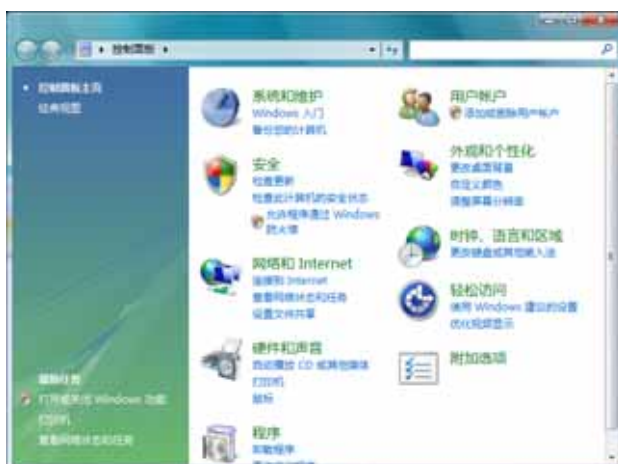 控制面板
控制面板主页
经典视图
系统和维护
Windows 入门
备份您的计算机
安全
检查更新
检查此计算机的安全状态
允许程序通过 Windows
防火墙
网络和 Internet
连接到 Internet
查看网络状态和任务
设置文件共享
硬件和声音
自动播放 CD 或其他媒体
打印机
鼠标
程序
卸载程序
用户帐户
添加或删除用户帐户
外观和个性化
更改桌面背景
自定义颜色
调整屏幕分辨率
时钟、语言和区域
更改键盘或其他输入法
轻松访问
使用 Windows 建议的设置
优化视频显示
附加选项
最新任务
打开或关闭 Windows 功能
打印机
查看网络状态和任务